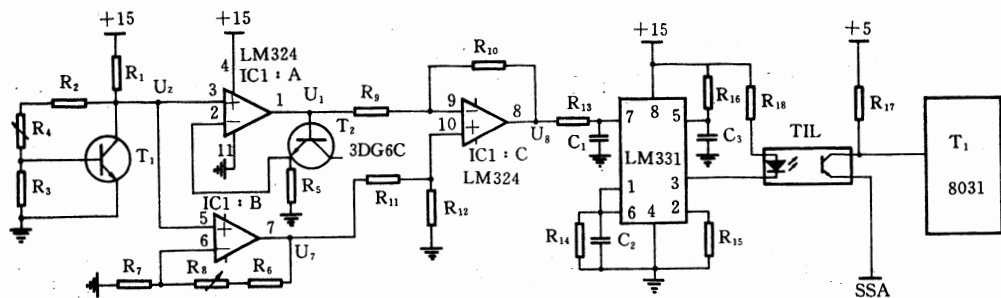 +15
+15
R₁
R₂
U₂
R₄
T₁
R₃
4
LM324
IC1：A
3
2
1
11
U₁
T₂
3DG6C
R₅
IC1：B
5
6
7
U₇
R₇
R₈
R₆
R₉
R₁₀
9
10
8
U₈
IC1：C
LM324
R₁₁
R₁₂
R₁₃
C₁
+15
7
8
5
LM331
1
6
4
3
2
R₁₄
C₂
R₁₅
R₁₆
C₃
R₁₈
TIL
+5
R₁₇
SSA
T₁
8031